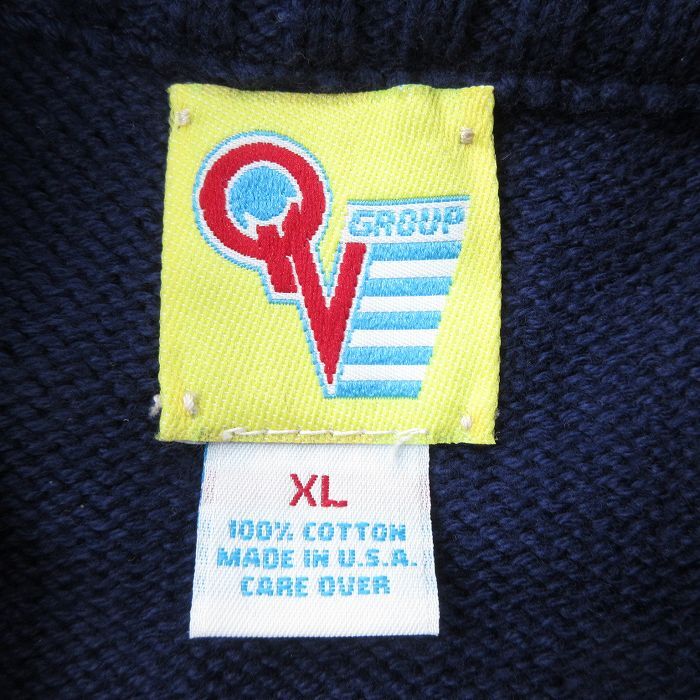 QV
GROUP
XL
100% COTTON
MADE IN U.S.A.
CARE OVER